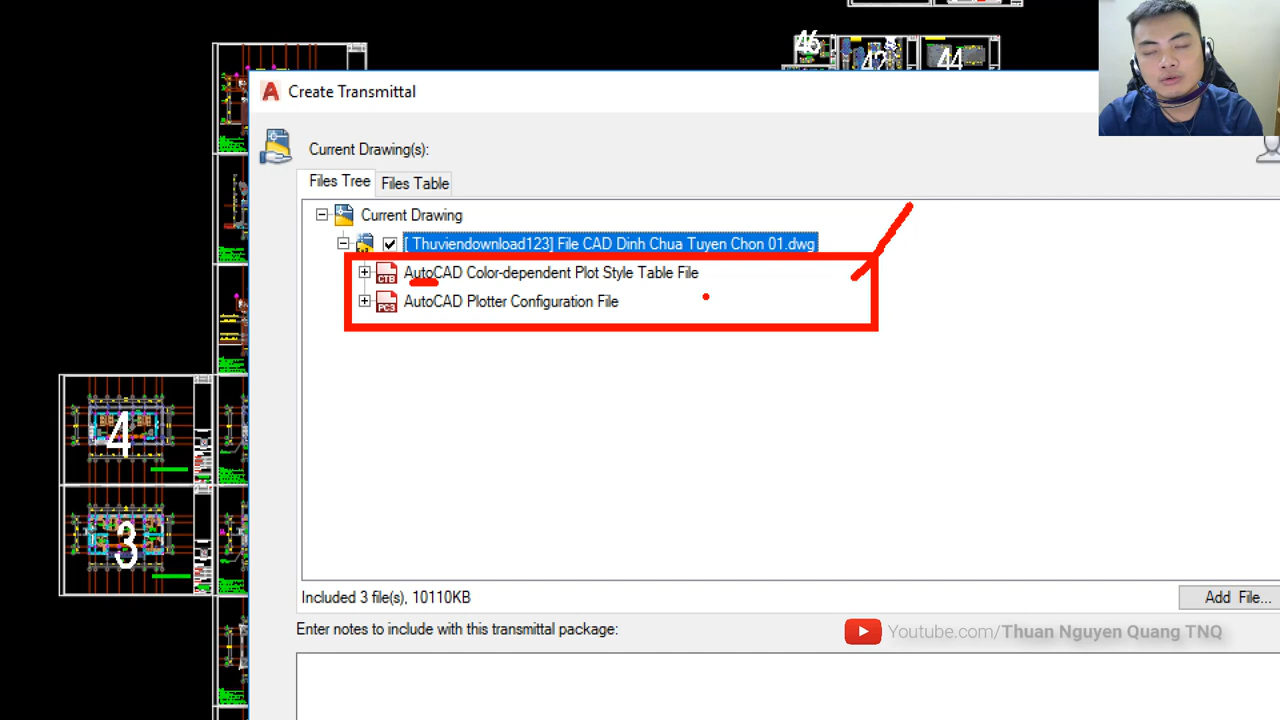 46
42
44
Create Transmittal
Current Drawing(s):
Files Tree
Files Table
Current Drawing
[ Thuviendownload123] File CAD Dinh Chua Tuyen Chon 01.dwg
CTB
AutoCAD Color-dependent Plot Style Table File
PC3
AutoCAD Plotter Configuration File
4
3
Included 3 file(s), 10110KB
Add File...
Enter notes to include with this transmittal package:
Youtube.com/Thuan Nguyen Quang TNQ